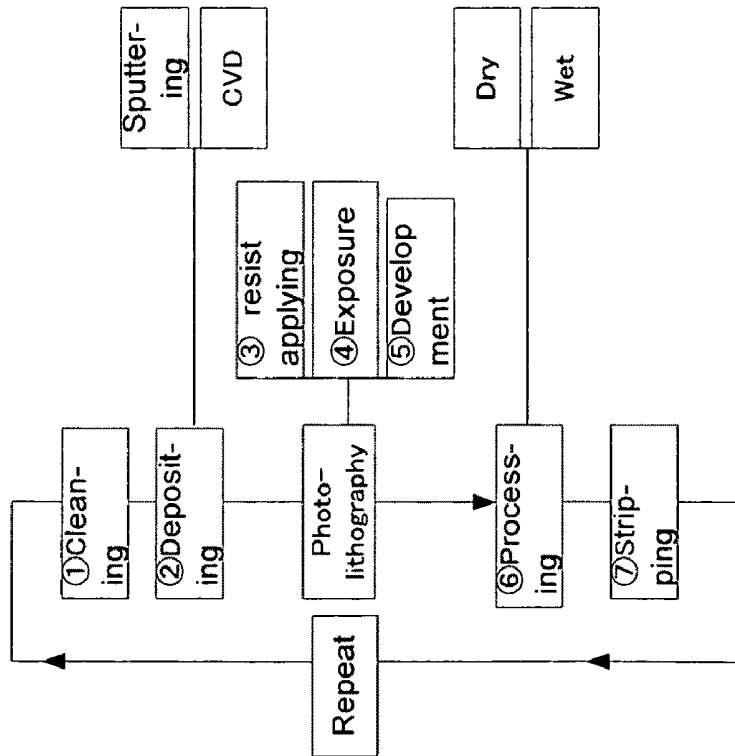 ①Clean-
ing
②Deposit-
ing
Sputter-
ing
CVD
Photo-
lithography
③ resist
applying
④Exposure
⑤Develop
ment
⑥Process-
ing
Dry
Wet
⑦Strip-
ping
Repeat